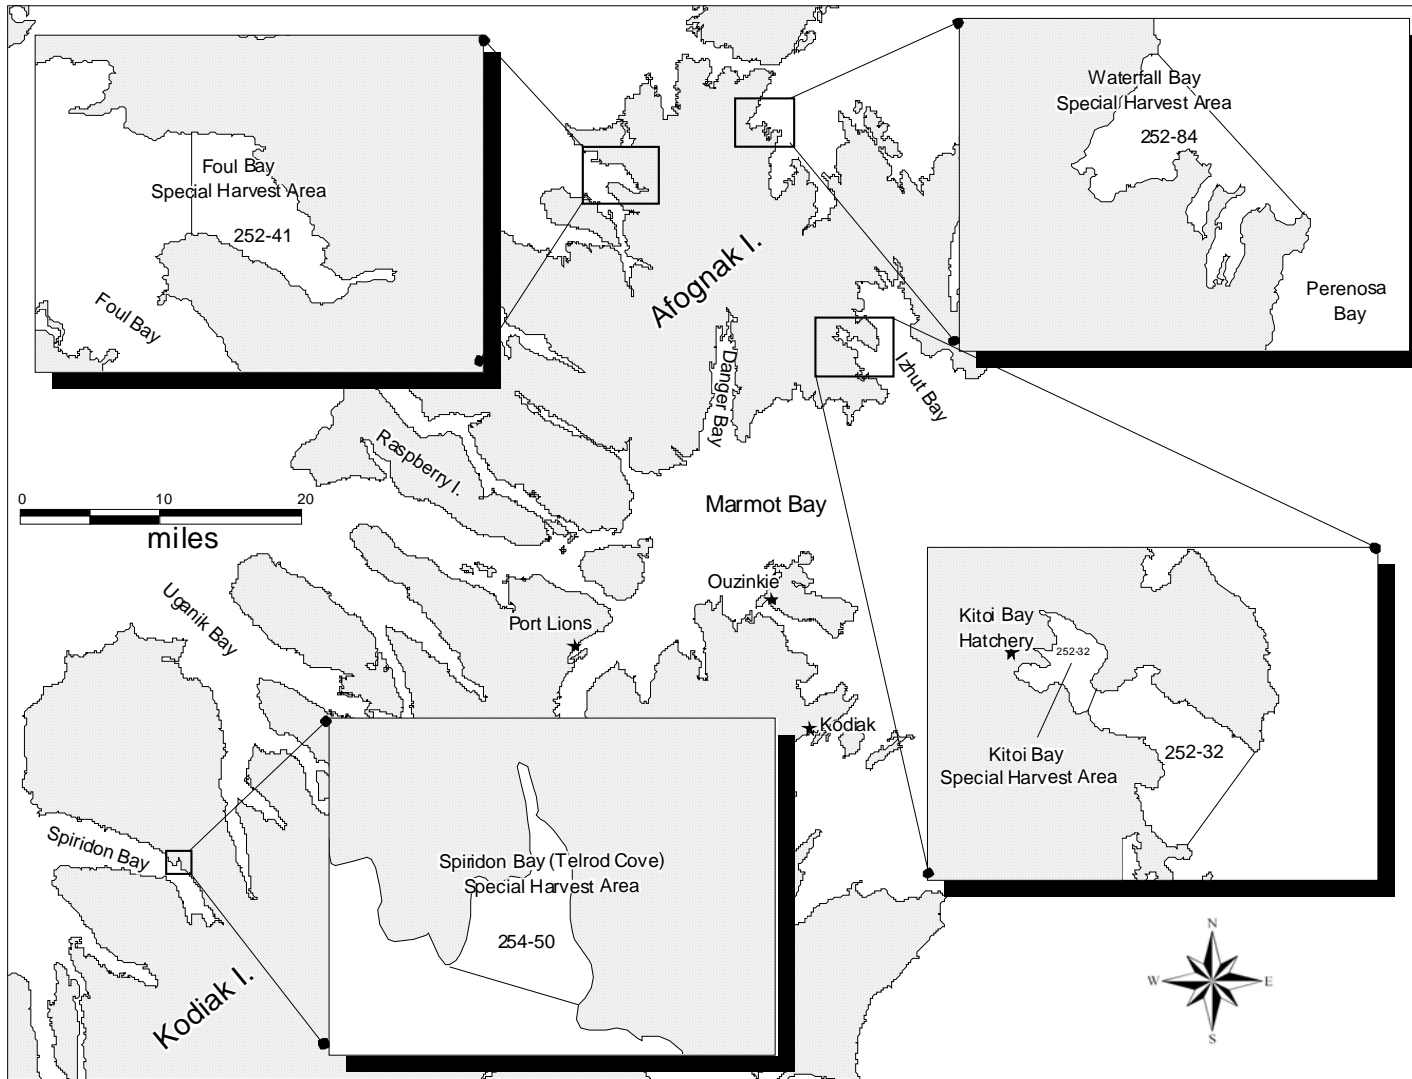 Waterfall Bay
Special Harvest Area
252-84
Perenosa
Bay
Foul Bay
Special Harvest Area
252-41
Foul Bay
Afognak I.
Danger Bay
Izhut Bay
Raspberry I.
0 10 20
miles
Marmot Bay
Uganik Bay
Ouzinkie
Port Lions
Kodiak
Kitoi Bay
Hatchery
252-32
Kitoi Bay
Special Harvest Area
252-32
Spiridon Bay
Spiridon Bay (Telrod Cove)
Special Harvest Area
254-50
Kodiak I.
N
W E
S